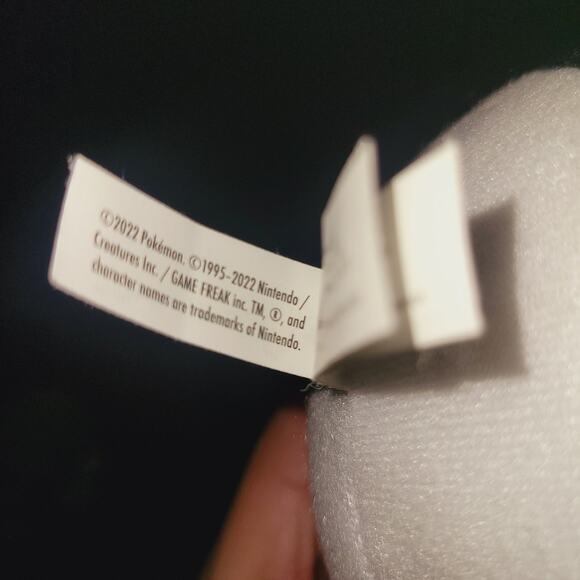 ©2022 Pokémon. ©1995-2022 Nintendo /
Creatures Inc. / GAME FREAK inc. TM, ®, and
character names are trademarks of Nintendo.